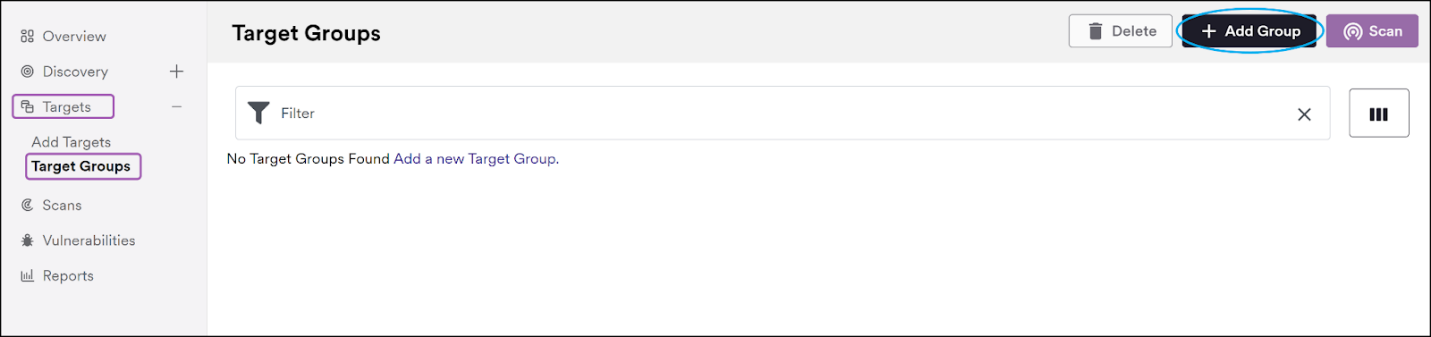 Overview
Discovery
Targets
Add Targets
Target Groups
Scans
Vulnerabilities
Reports
Target Groups
Delete
Add Group
Scan
Filter
No Target Groups Found Add a new Target Group.